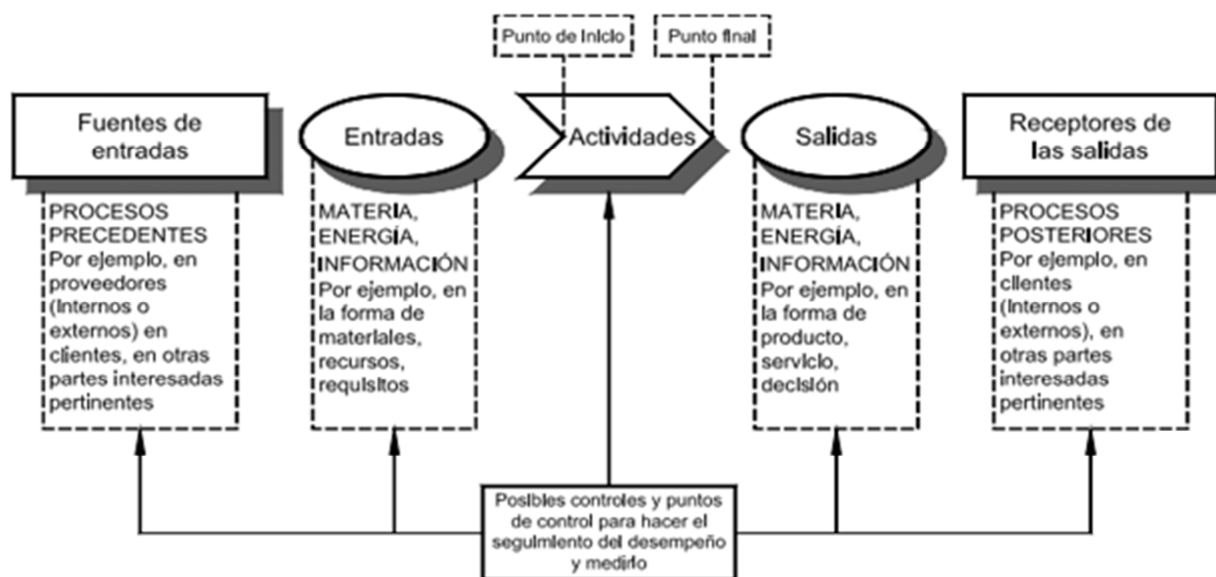 Punto de inicio
Punto final
Fuentes de
entradas
Entradas
Actividades
Salidas
Receptores de
las salidas
PROCESOS
PRECEDENTES
Por ejemplo, en
proveedores
(internos o
externos) en
clientes, en otras
partes interesadas
pertinentes
MATERIA,
ENERGÍA,
INFORMACIÓN
Por ejemplo, en
la forma de
materiales,
recursos,
requisitos
MATERIA,
ENERGÍA,
INFORMACIÓN
Por ejemplo, en
la forma de
producto,
servicio,
decisión
PROCESOS
POSTERIORES
Por ejemplo, en
clientes
(internos o
externos), en
otras partes
interesadas
pertinentes
Posibles controles y puntos
de control para hacer el
seguimiento del desempeño
y medirlo